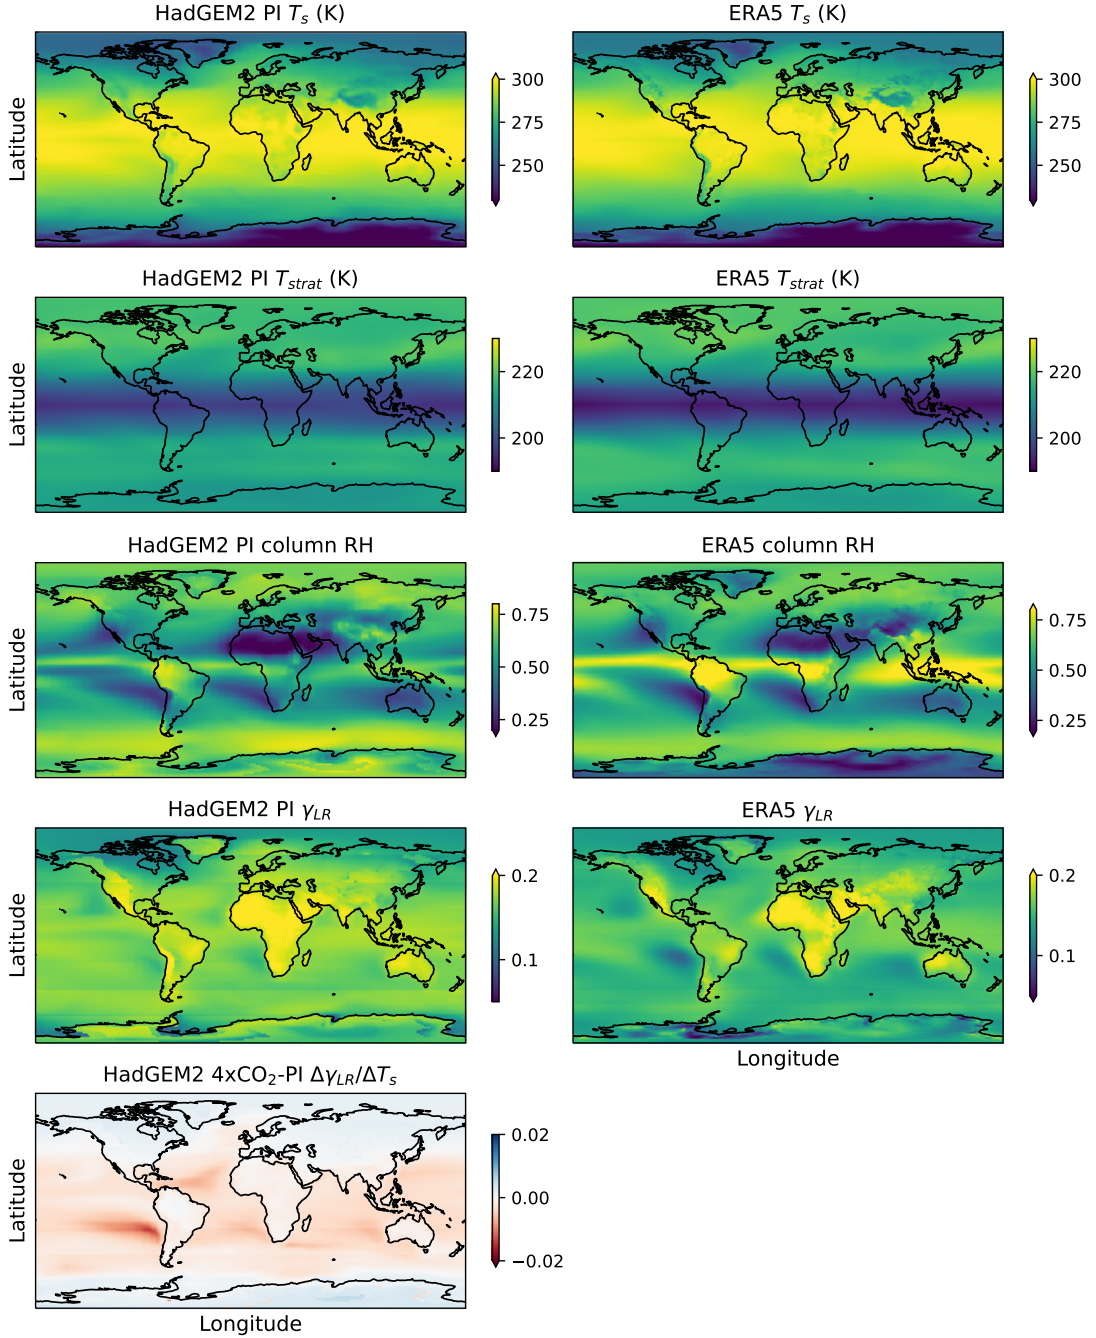 HadGEM2 PI Tₛ (K)
ERA5 Tₛ (K)
Latitude
300
275
250
300
275
250
HadGEM2 PI T_strat (K)
ERA5 T_strat (K)
Latitude
220
200
220
200
HadGEM2 PI column RH
ERA5 column RH
Latitude
0.75
0.50
0.25
0.75
0.50
0.25
HadGEM2 PI γ_LR
ERA5 γ_LR
Latitude
0.2
0.1
0.2
0.1
Longitude
HadGEM2 4xCO₂-PI Δγ_LR/ΔTₛ
Latitude
0.02
0.00
−0.02
Longitude